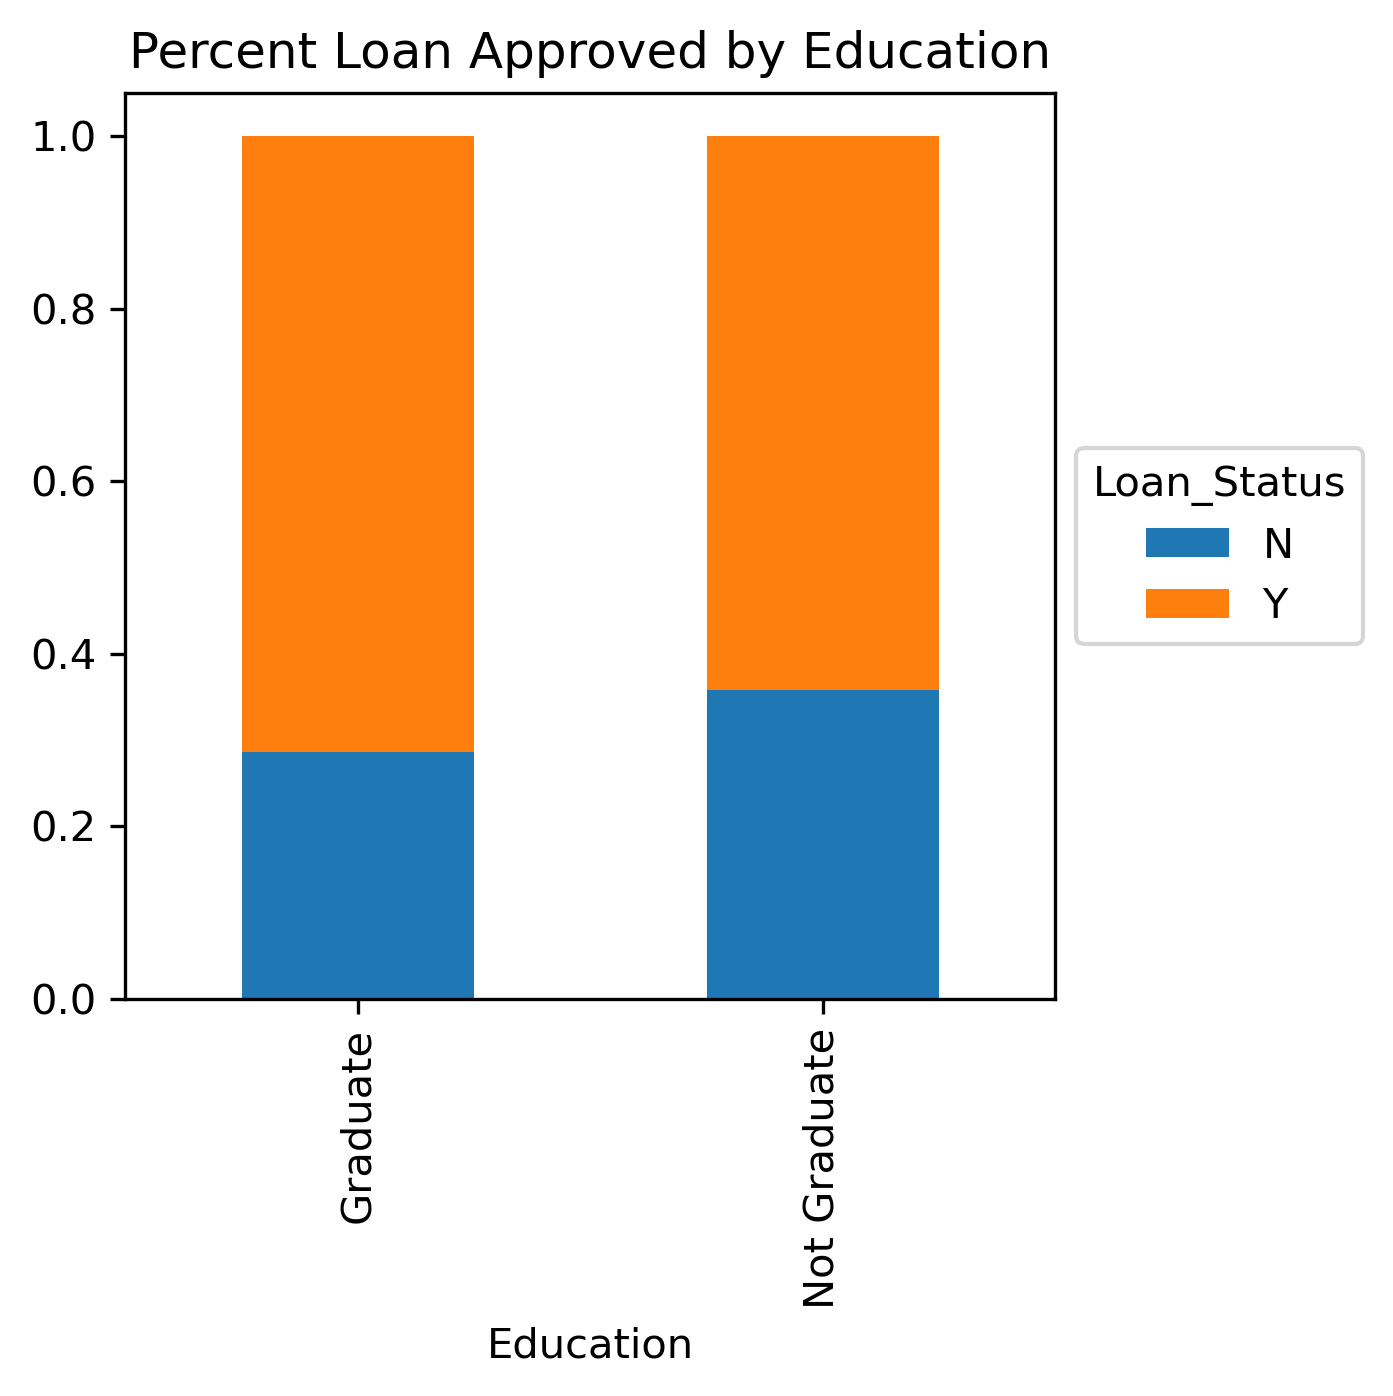 Percent Loan Approved by Education
1.0
0.8
0.6
0.4
0.2
0.0
Graduate
Not Graduate
Education
Loan_Status
N
Y